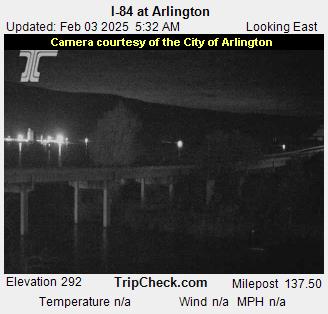 I-84 at Arlington
Updated: Feb 03 2025 5:32 AM Looking East
Camera courtesy of the City of Arlington
Elevation 292 TripCheck.com Milepost 137.50
Temperature n/a Wind n/a MPH n/a